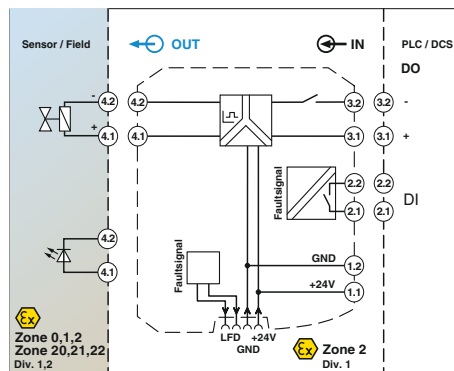 Sensor / Field
OUT
IN
PLC / DCS
DO
-
4.2
4.2
3.2
3.2
-
+
4.1
4.1
3.1
3.1
+
Faultsignal
2.2
2.2
2.1
2.1
DI
4.2
4.1
Faultsignal
GND
1.2
+24V
1.1
LFD
+24V
GND
Ex
Zone 0,1,2
Zone 20,21,22
Div. 1,2
Ex
Zone 2
Div. 1